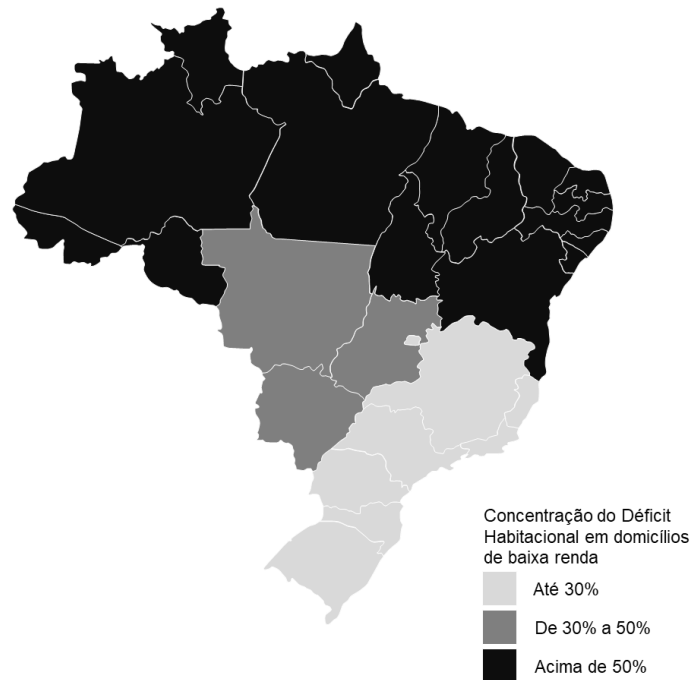 Concentração do Déficit
Habitacional em domicílios
de baixa renda
Até 30%
De 30% a 50%
Acima de 50%